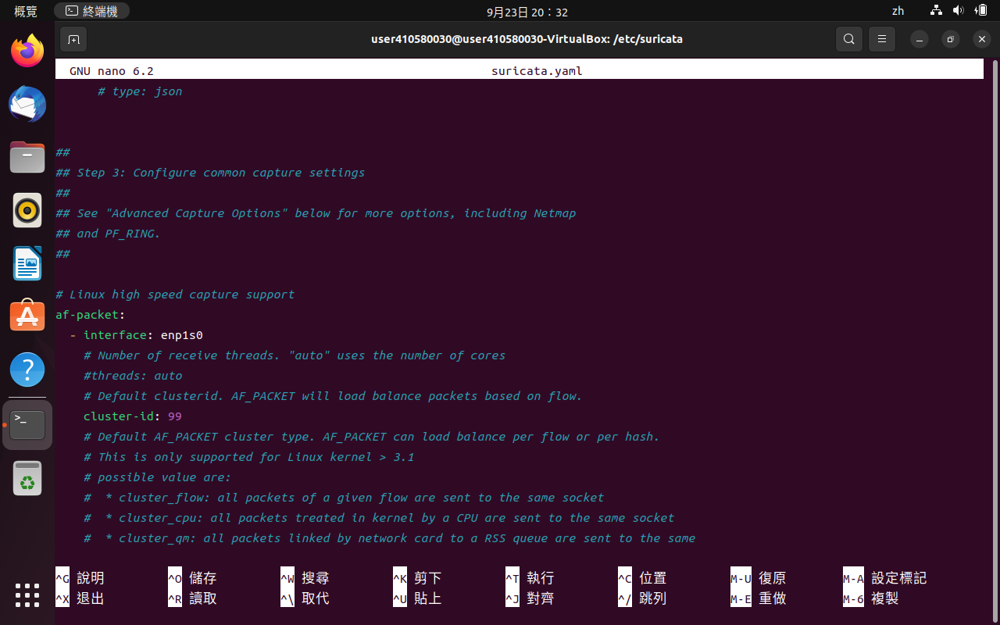 概覽 終端機 9月23日 20：32 zh
user410580030@user410580030-VirtualBox: /etc/suricata
GNU nano 6.2 suricata.yaml
# type: json
##
## Step 3: Configure common capture settings
##
## See "Advanced Capture Options" below for more options, including Netmap
## and PF_RING.
##
# Linux high speed capture support
af-packet:
- interface: enp1s0
# Number of receive threads. "auto" uses the number of cores
#threads: auto
# Default clusterid. AF_PACKET will load balance packets based on flow.
cluster-id: 99
# Default AF_PACKET cluster type. AF_PACKET can load balance per flow or per hash.
# This is only supported for Linux kernel > 3.1
# possible value are:
#  * cluster_flow: all packets of a given flow are sent to the same socket
#  * cluster_cpu: all packets treated in kernel by a CPU are sent to the same socket
#  * cluster_qm: all packets linked by network card to a RSS queue are sent to the same
^G 說明 ^O 儲存 ^W 搜尋 ^K 剪下 ^T 執行 ^C 位置 M-U 復原 M-A 設定標記
^X 退出 ^R 讀取 ^\ 取代 ^U 貼上 ^J 對齊 ^/ 跳列 M-E 重做 M-6 複製